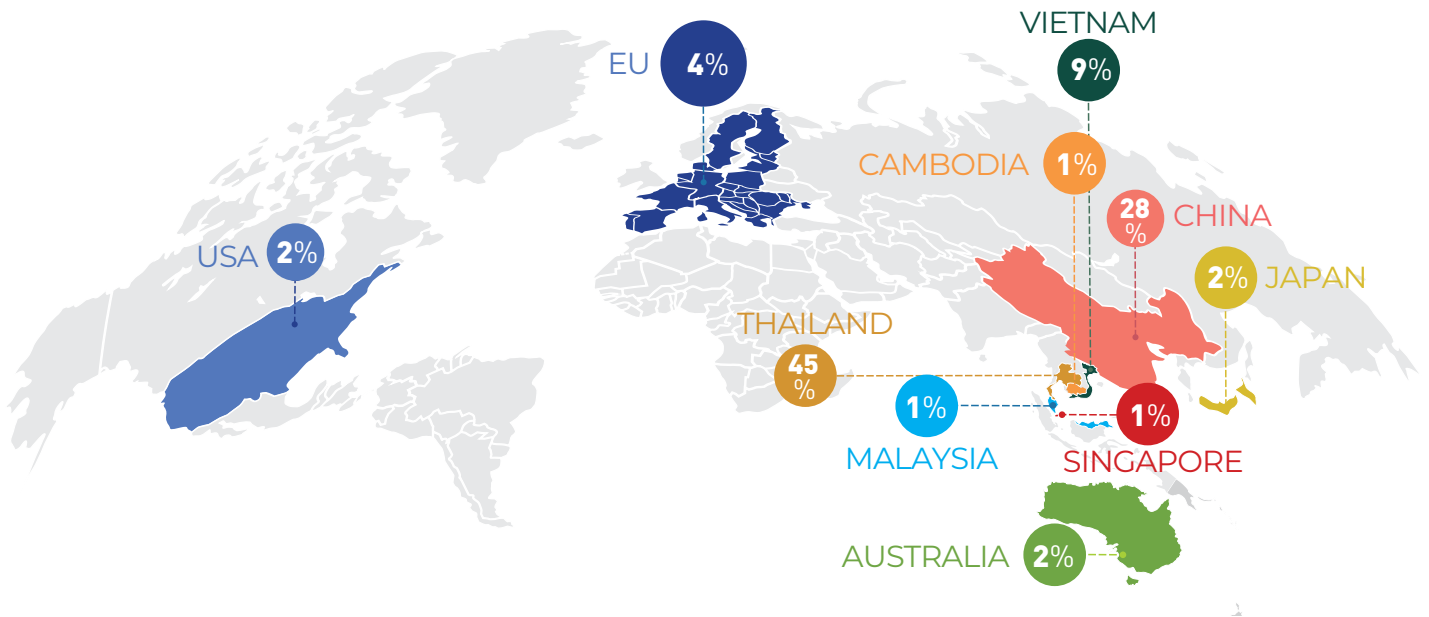 VIETNAM
9%
EU
4%
CAMBODIA
1%
28
%
CHINA
USA
2%
2%
JAPAN
THAILAND
45
%
1%
MALAYSIA
1%
SINGAPORE
AUSTRALIA
2%